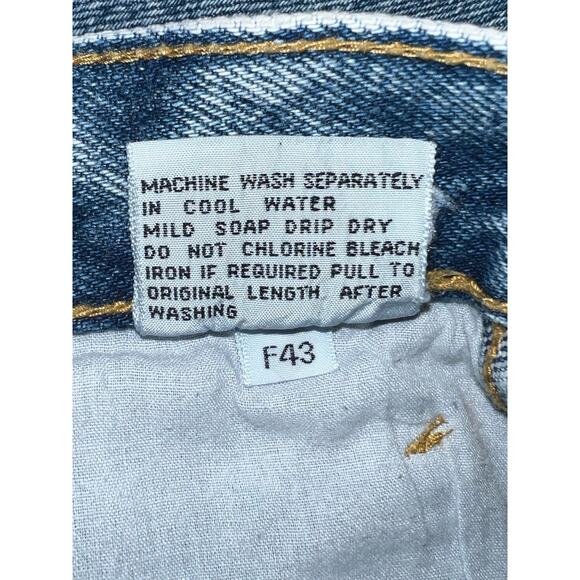 MACHINE WASH SEPARATELY
IN COOL WATER
MILD SOAP DRIP DRY
DO NOT CHLORINE BLEACH
IRON IF REQUIRED PULL TO
ORIGINAL LENGTH AFTER
WASHING
F43